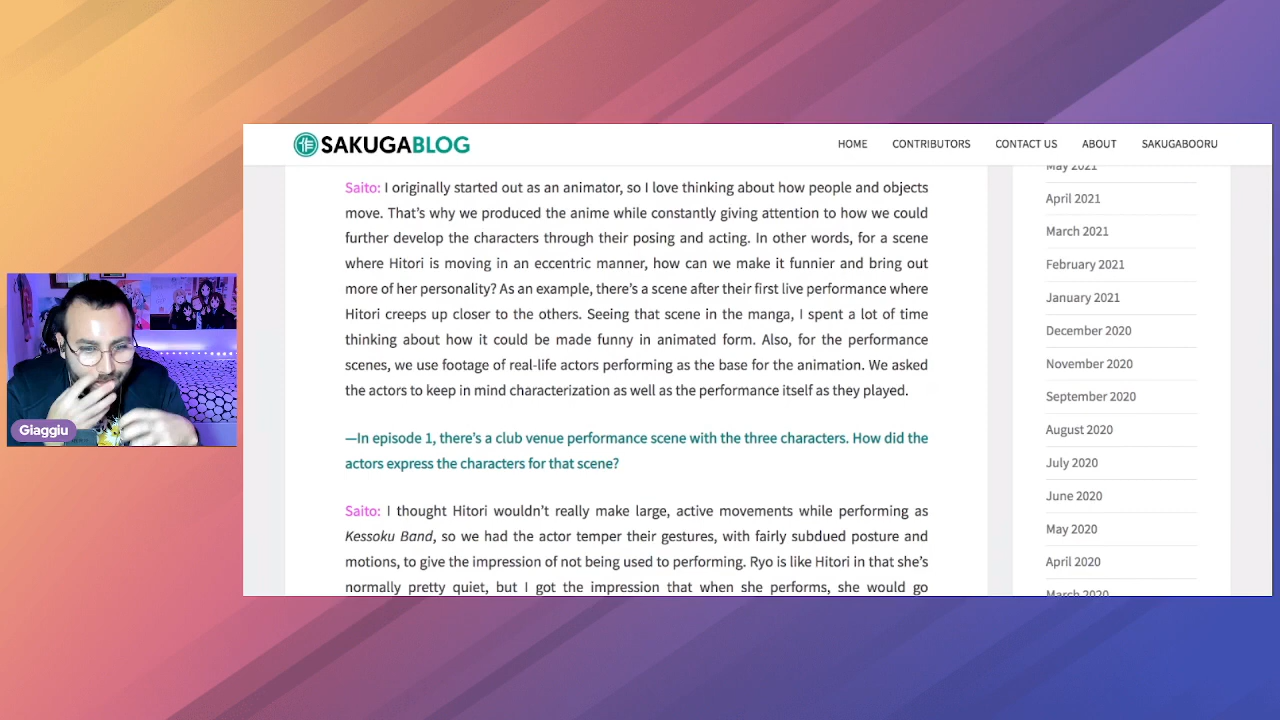 SAKUGABLOG
HOME CONTRIBUTORS CONTACT US ABOUT SAKUGABOORU
Saito: I originally started out as an animator, so I love thinking about how people and objects
move. That’s why we produced the anime while constantly giving attention to how we could
further develop the characters through their posing and acting. In other words, for a scene
where Hitori is moving in an eccentric manner, how can we make it funnier and bring out
more of her personality? As an example, there’s a scene after their first live performance where
Hitori creeps up closer to the others. Seeing that scene in the manga, I spent a lot of time
thinking about how it could be made funny in animated form. Also, for the performance
scenes, we use footage of real-life actors performing as the base for the animation. We asked
the actors to keep in mind characterization as well as the performance itself as they played.
—In episode 1, there’s a club venue performance scene with the three characters. How did the
actors express the characters for that scene?
Saito: I thought Hitori wouldn’t really make large, active movements while performing as
Kessoku Band, so we had the actor temper their gestures, with fairly subdued posture and
motions, to give the impression of not being used to performing. Ryo is like Hitori in that she’s
normally pretty quiet, but I got the impression that when she performs, she would go
May 2021
April 2021
March 2021
February 2021
January 2021
December 2020
November 2020
September 2020
August 2020
July 2020
June 2020
May 2020
April 2020
March 2020
Giaggiu